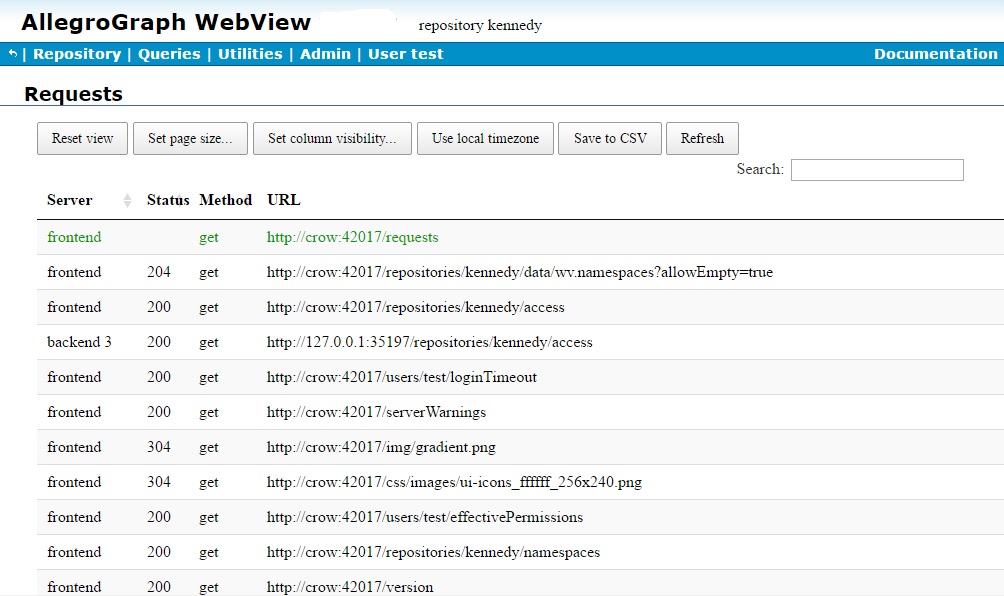 AllegroGraph WebView repository kennedy
| Repository | Queries | Utilities | Admin | User test Documentation
Requests
Reset view Set page size... Set column visibility... Use local timezone Save to CSV Refresh
Search:
Server Status Method URL
frontend get http://crow:42017/requests
frontend 204 get http://crow:42017/repositories/kennedy/data/wv.namespaces?allowEmpty=true
frontend 200 get http://crow:42017/repositories/kennedy/access
backend 3 200 get http://127.0.0.1:35197/repositories/kennedy/access
frontend 200 get http://crow:42017/users/test/loginTimeout
frontend 200 get http://crow:42017/serverWarnings
frontend 304 get http://crow:42017/img/gradient.png
frontend 304 get http://crow:42017/css/images/ui-icons_ffffff_256x240.png
frontend 200 get http://crow:42017/users/test/effectivePermissions
frontend 200 get http://crow:42017/repositories/kennedy/namespaces
frontend 200 get http://crow:42017/version